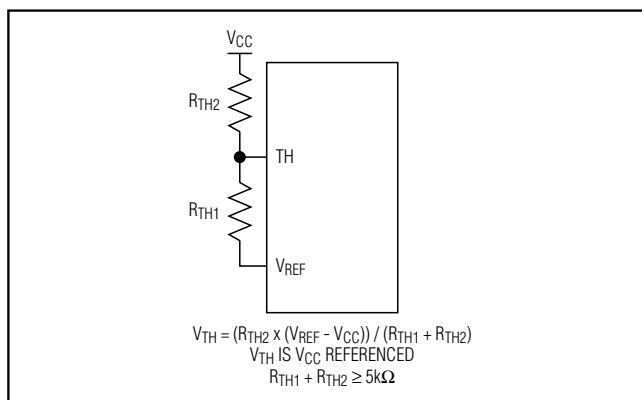 VCC
RTH2
TH
RTH1
VREF
VTH = (RTH2 x (VREF - VCC)) / (RTH1 + RTH2)
VTH IS VCC REFERENCED
RTH1 + RTH2 ≥ 5kΩ